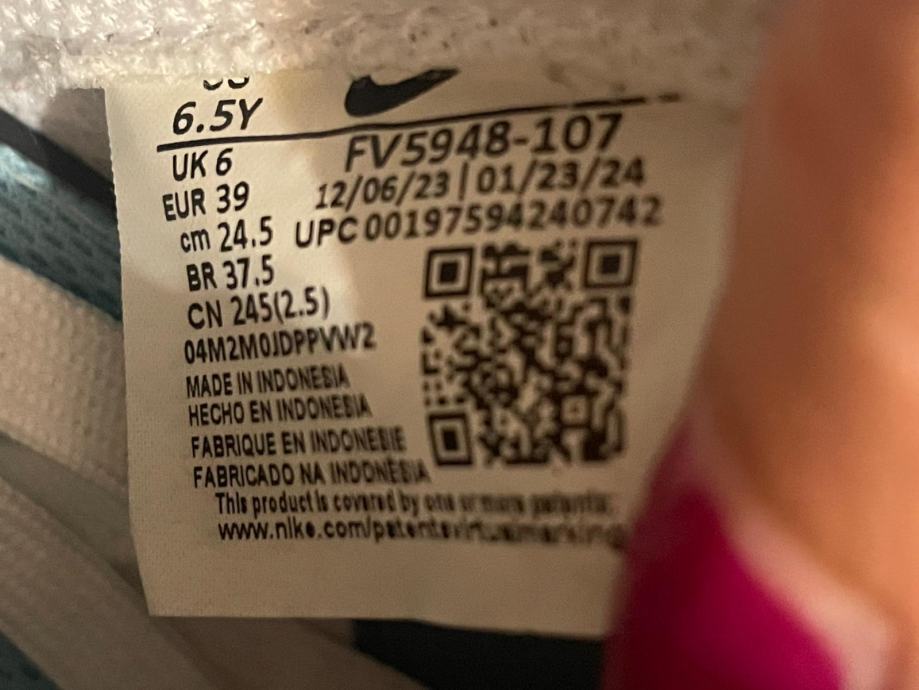 6.5Y
UK 6
EUR 39
cm 24.5
BR 37.5
CN 245(2.5)
FV5948-107
12/06/23 | 01/23/24
UPC 00197594240742
04M2M0JDPPVW2
MADE IN INDONESIA
HECHO EN INDONESIA
FABRIQUE EN INDONESIE
FABRICADO NA INDONÉSIA
This product is covered by one or more patents:
www.nike.com/patentsvirtualmarking